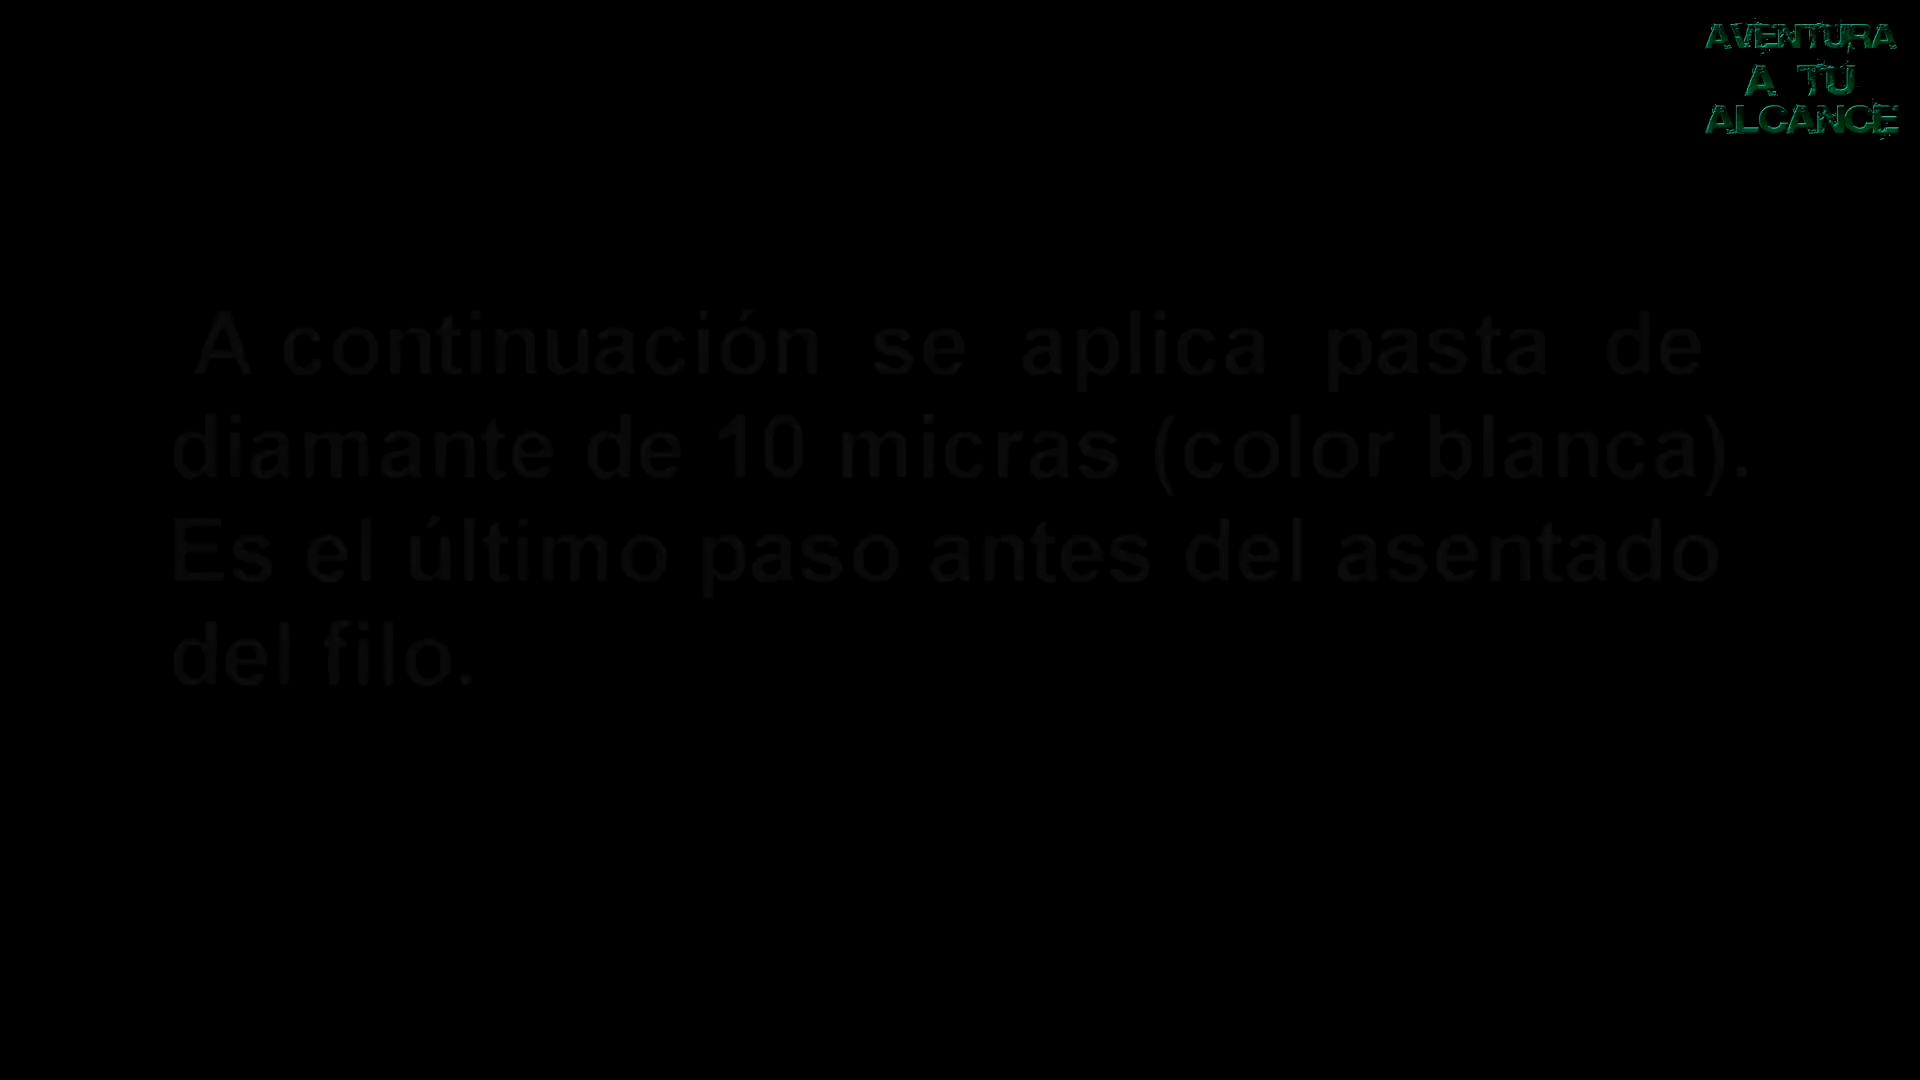 AVENTURA
A TU
ALCANCE
A continuación se aplica pasta de
diamante de 10 micras (color blanca).
Es el último paso antes del asentado
del filo.